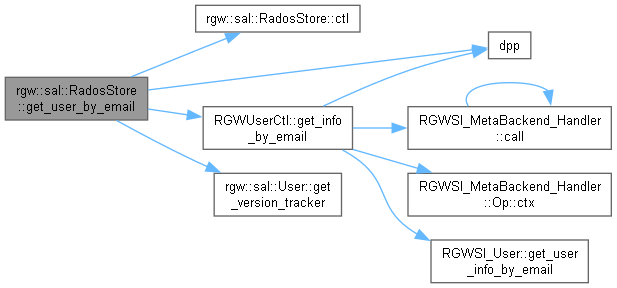 rgw::sal::RadosStore::ctl
dpp
rgw::sal::RadosStore
::get_user_by_email
RGWUserCtl::get_info
_by_email
RGWSI_MetaBackend_Handler
::call
rgw::sal::User::get
_version_tracker
RGWSI_MetaBackend_Handler
::Op::ctx
RGWSI_User::get_user
_info_by_email